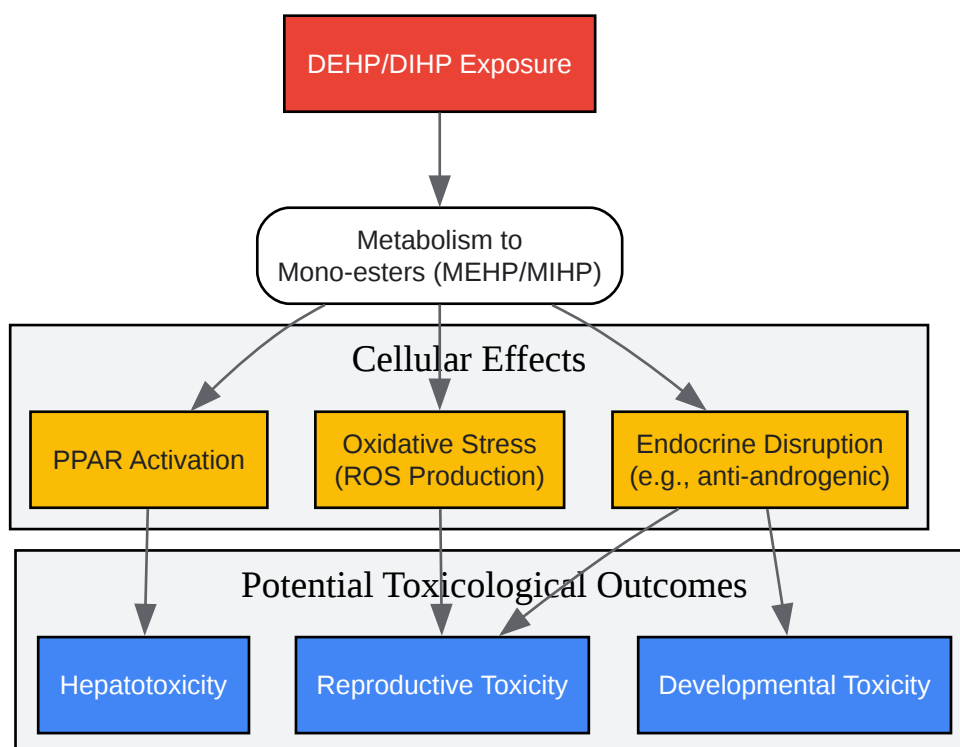 DEHP/DIHP Exposure
Metabolism to
Mono-esters (MEHP/MIHP)
Cellular Effects
PPAR Activation
Oxidative Stress
(ROS Production)
Endocrine Disruption
(e.g., anti-androgenic)
Potential Toxicological Outcomes
Hepatotoxicity
Reproductive Toxicity
Developmental Toxicity